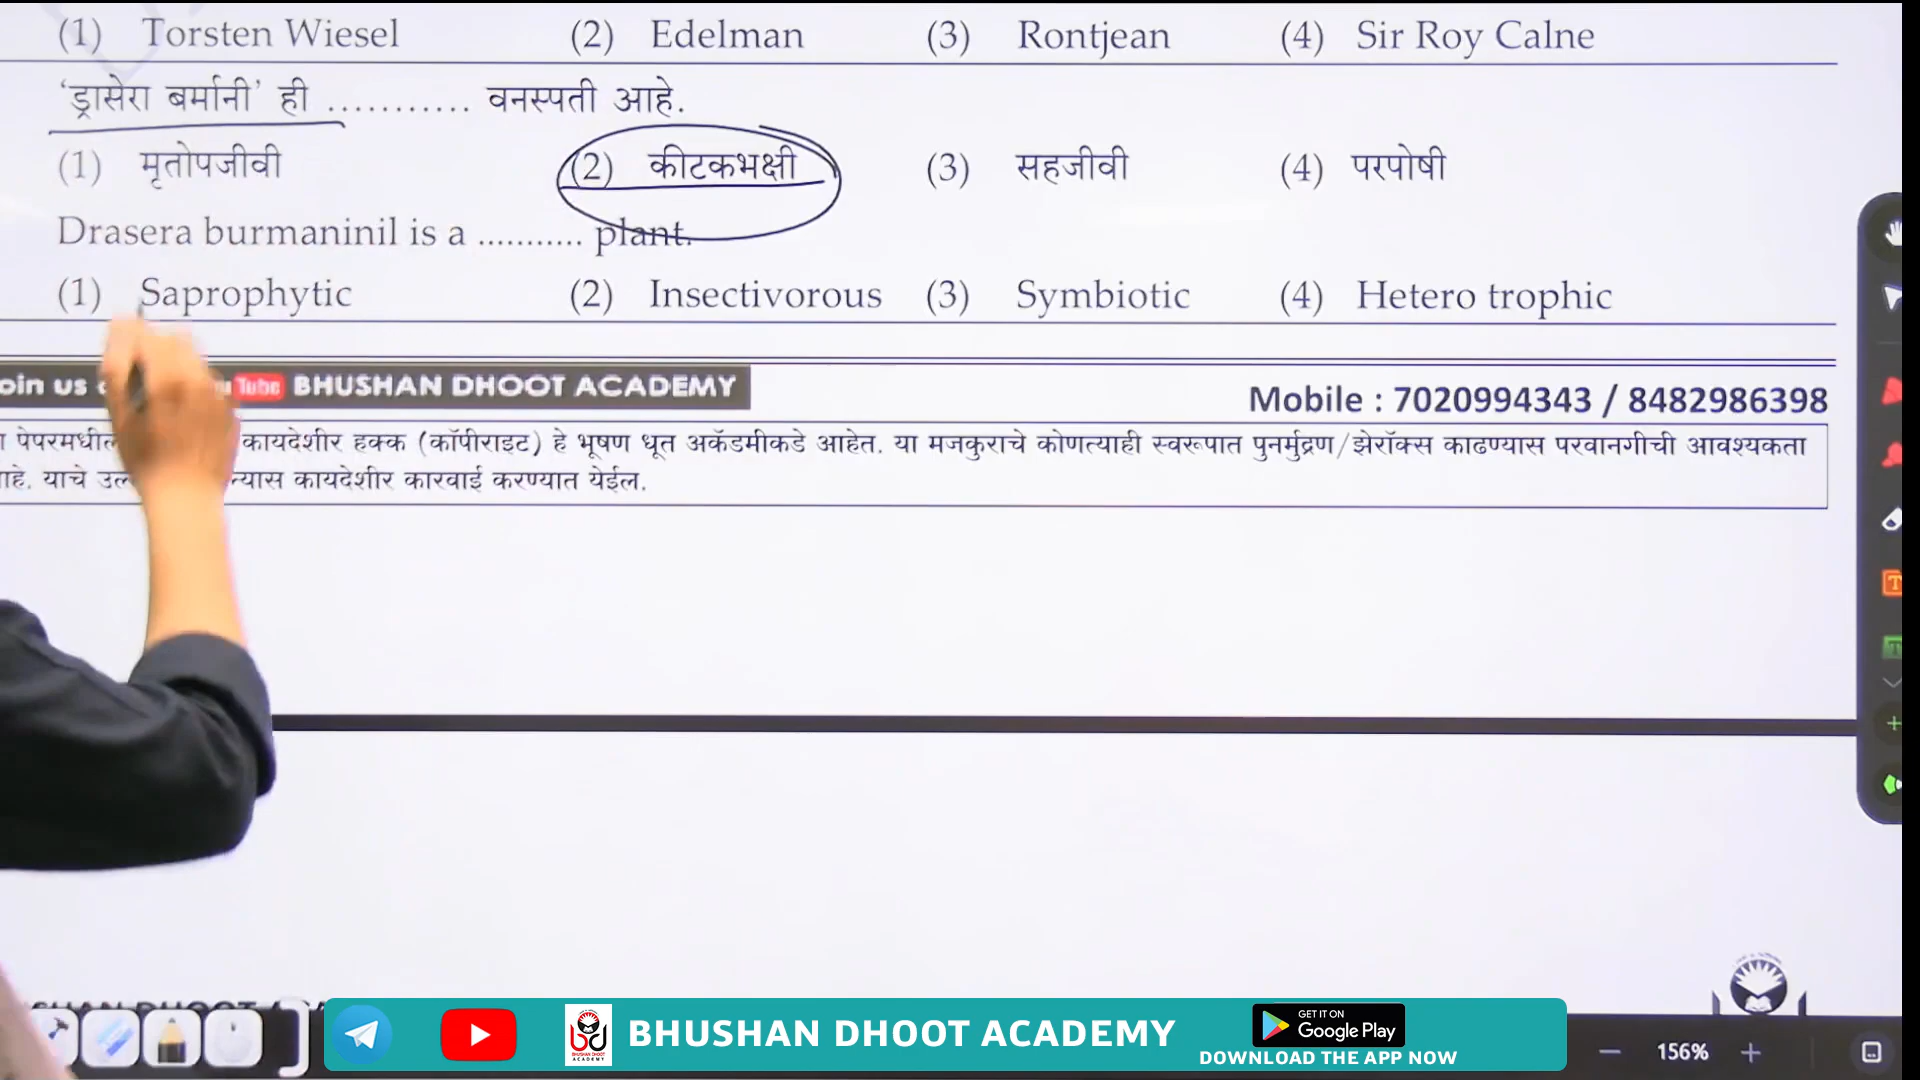 (1) Torsten Wiesel (2) Edelman (3) Rontjean (4) Sir Roy Calne
‘ड्रासेरा बर्मानी’ ही ........... वनस्पती आहे.
(1) मृतोपजीवी (2) कीटकभक्षी (3) सहजीवी (4) परपोषी
Drasera burmaninil is a ........... plant.
(1) Saprophytic (2) Insectivorous (3) Symbiotic (4) Hetero trophic
oin us Tube BHUSHAN DHOOT ACADEMY
Mobile : 7020994343 / 8482986398
पेपरमधील कायदेशीर हक्क (कॉपीराइट) हे भूषण धूत अकॅडमीकडे आहेत. या मजकुराचे कोणत्याही स्वरूपात पुनर्मुद्रण/झेरॉक्स काढण्यास परवानगीची आवश्यकता
याचे कायदेशीर कारवाई करण्यात येईल.
BHUSHAN DHOOT ACADEMY
BHUSHAN DHOOT ACADEMY
GET IT ON
Google Play
DOWNLOAD THE APP NOW
156%